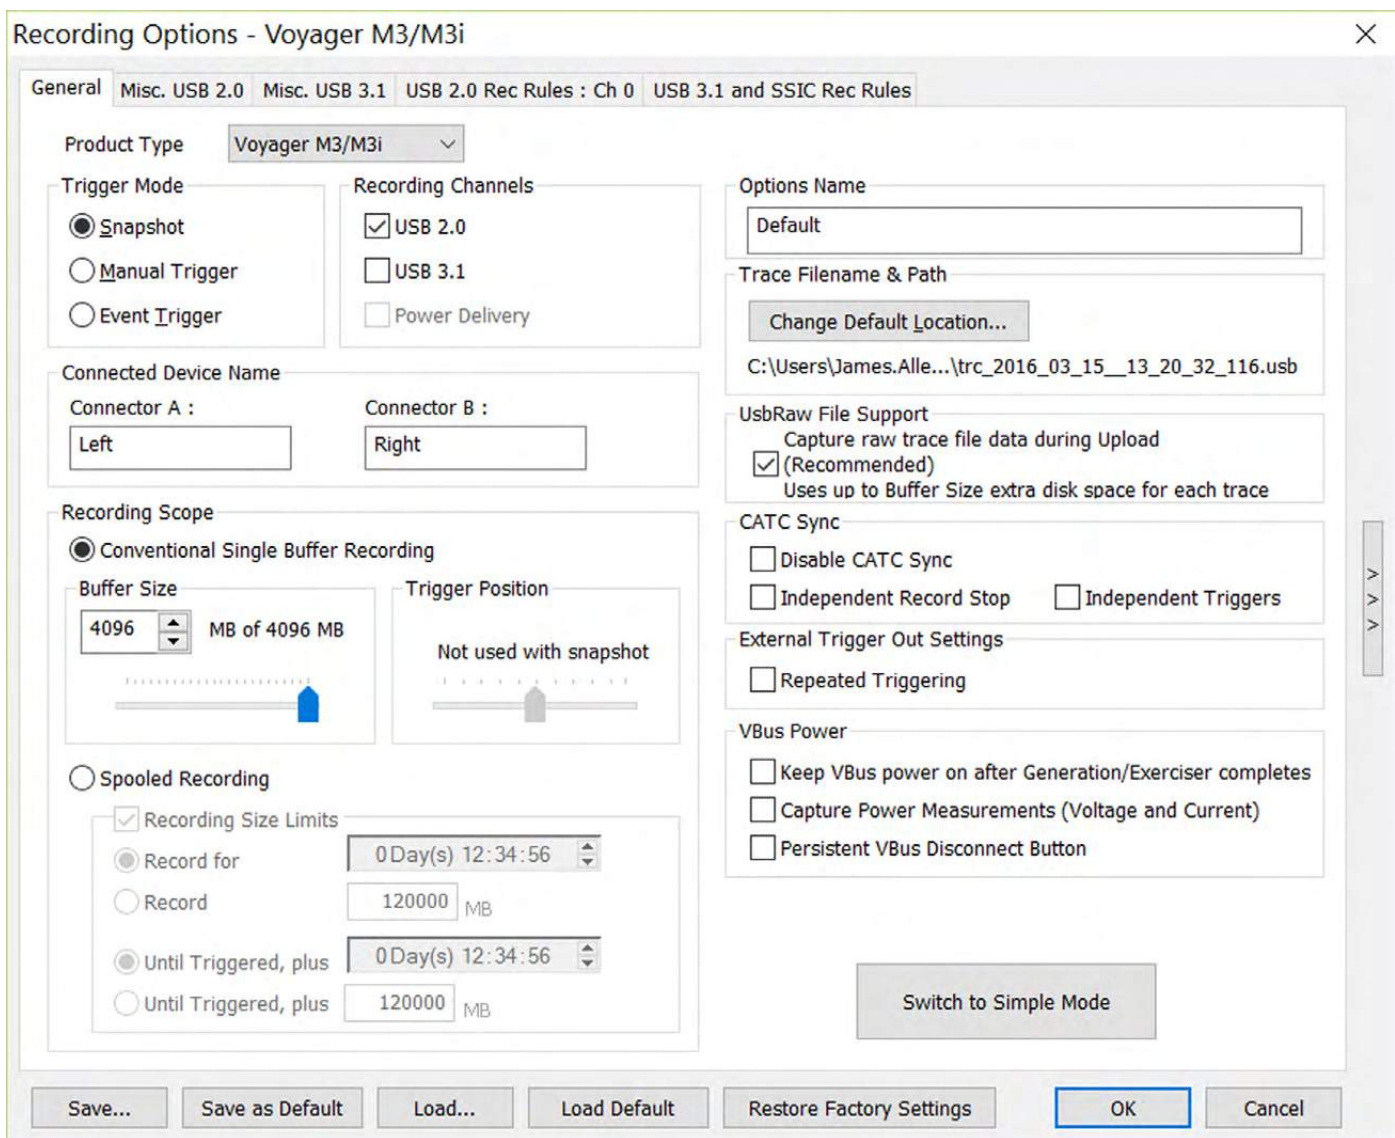 Recording Options - Voyager M3/M3i
General
Misc. USB 2.0
Misc. USB 3.1
USB 2.0 Rec Rules : Ch 0
USB 3.1 and SSIC Rec Rules
Product Type
Voyager M3/M3i
Trigger Mode
Snapshot
Manual Trigger
Event Trigger
Recording Channels
USB 2.0
USB 3.1
Power Delivery
Connected Device Name
Connector A :
Connector B :
Left
Right
Recording Scope
Conventional Single Buffer Recording
Buffer Size
4096 MB of 4096 MB
Trigger Position
Not used with snapshot
Spooled Recording
Recording Size Limits
Record for 0 Day(s) 12:34:56
Record 120000 MB
Until Triggered, plus 0 Day(s) 12:34:56
Until Triggered, plus 120000 MB
Options Name
Default
Trace Filename & Path
Change Default Location...
C:\Users\James.Alle...\trc_2016_03_15__13_20_32_116.usb
UsbRaw File Support
Capture raw trace file data during Upload
(Recommended)
Uses up to Buffer Size extra disk space for each trace
CATC Sync
Disable CATC Sync
Independent Record Stop
Independent Triggers
External Trigger Out Settings
Repeated Triggering
VBus Power
Keep VBus power on after Generation/Exerciser completes
Capture Power Measurements (Voltage and Current)
Persistent VBus Disconnect Button
Switch to Simple Mode
>
>
>
Save...
Save as Default
Load...
Load Default
Restore Factory Settings
OK
Cancel